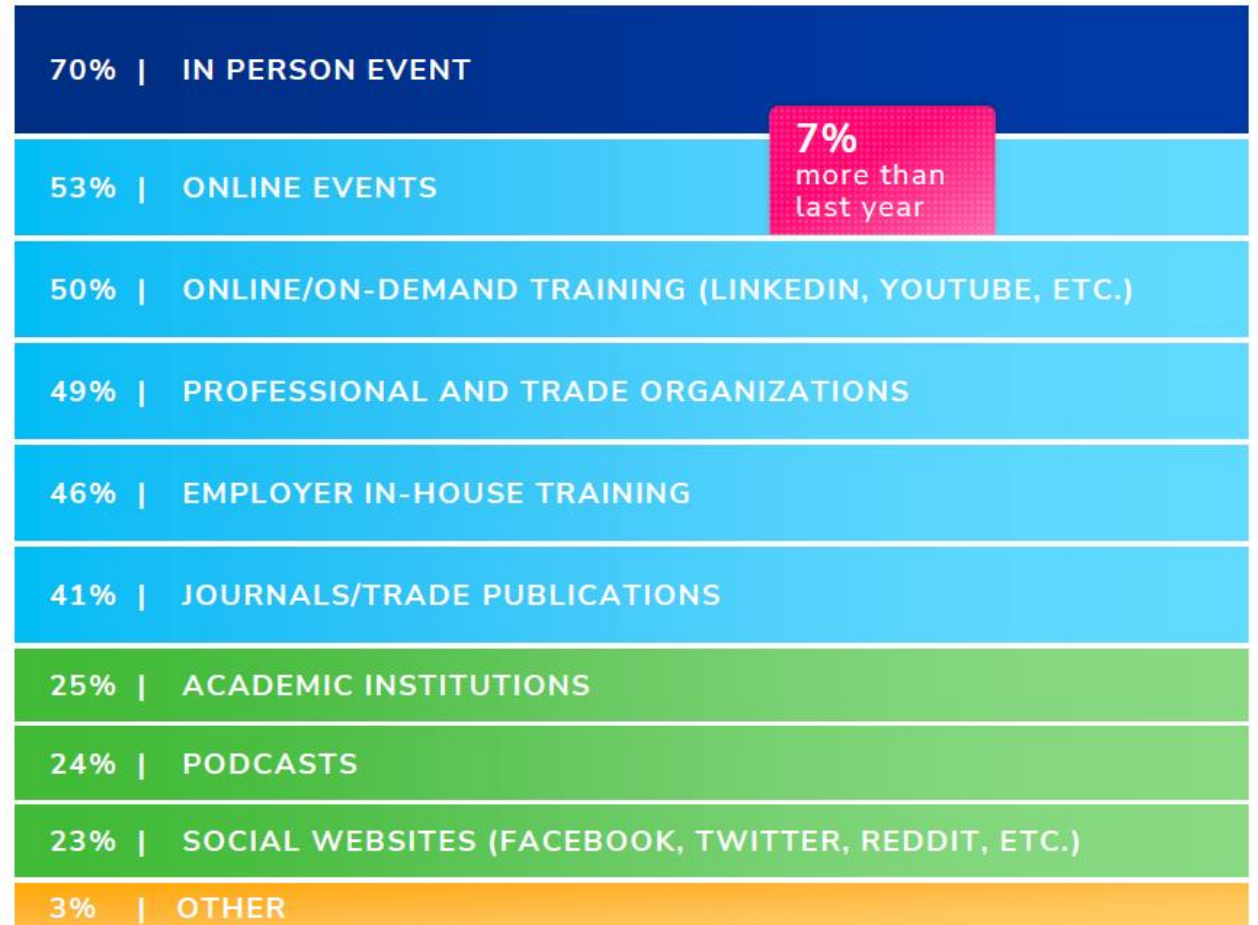 70% | IN PERSON EVENT
7%
more than
last year
53% | ONLINE EVENTS
50% | ONLINE/ON-DEMAND TRAINING (LINKEDIN, YOUTUBE, ETC.)
49% | PROFESSIONAL AND TRADE ORGANIZATIONS
46% | EMPLOYER IN-HOUSE TRAINING
41% | JOURNALS/TRADE PUBLICATIONS
25% | ACADEMIC INSTITUTIONS
24% | PODCASTS
23% | SOCIAL WEBSITES (FACEBOOK, TWITTER, REDDIT, ETC.)
3% | OTHER